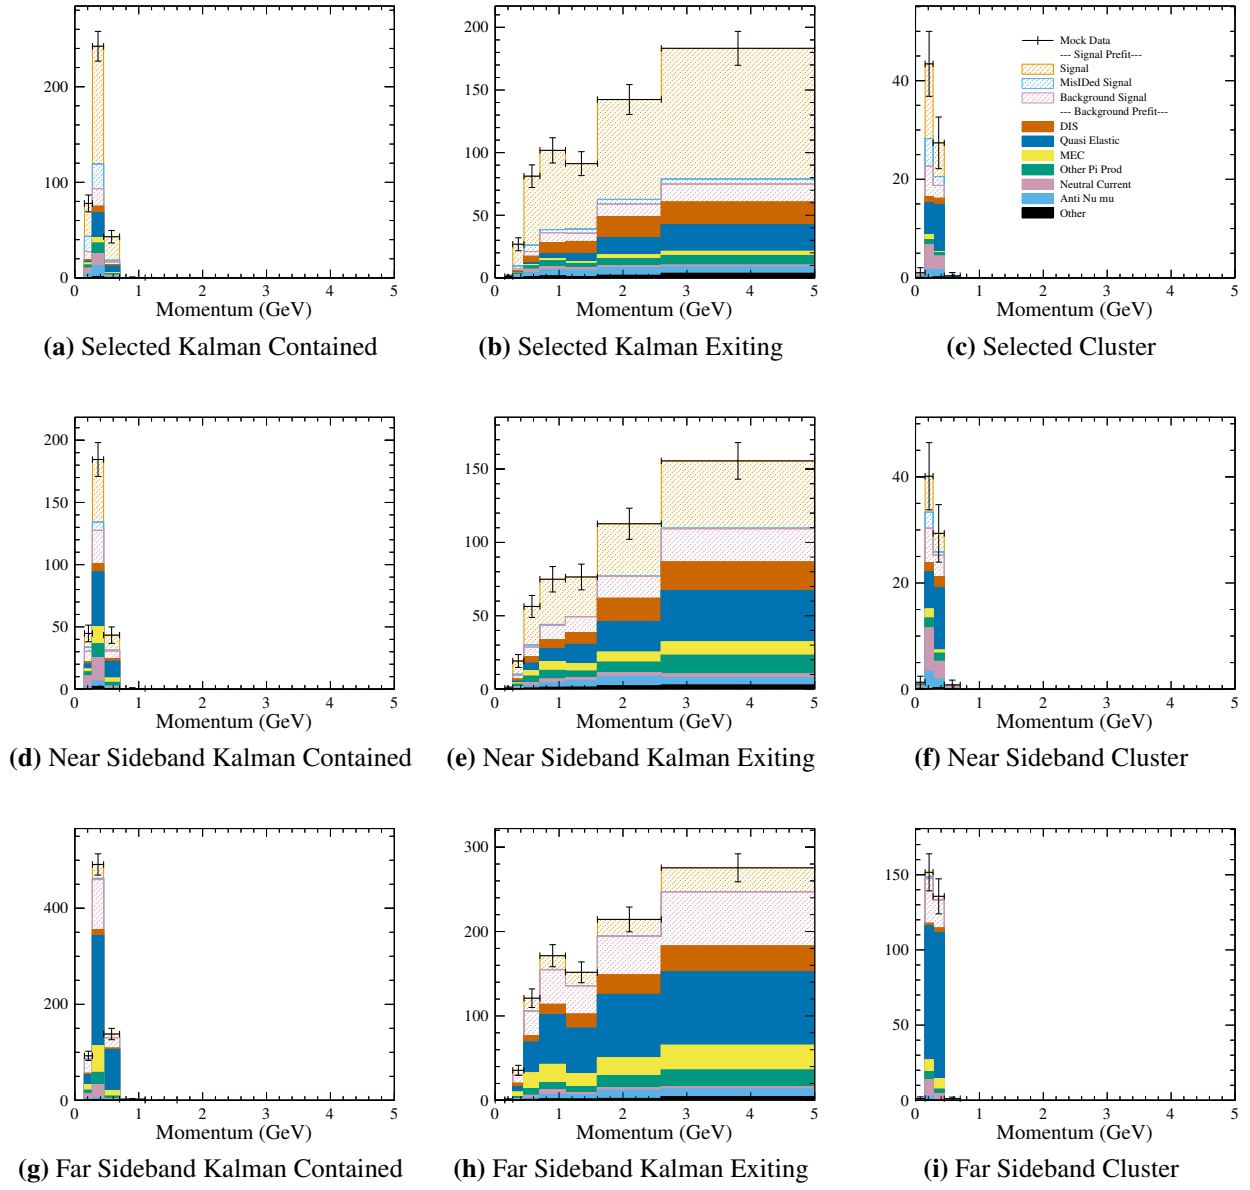 200
100
0
0 1 2 3 4 5
Momentum (GeV)
(a) Selected Kalman Contained
200
150
100
50
0
0 1 2 3 4 5
Momentum (GeV)
(b) Selected Kalman Exiting
40
20
0
0 1 2 3 4 5
Momentum (GeV)
Mock Data
--- Signal Prefit---
Signal
MisIDed Signal
Background Signal
--- Background Prefit---
DIS
Quasi Elastic
MEC
Other Pi Prod
Neutral Current
Anti Nu mu
Other
(c) Selected Cluster
200
150
100
50
0
0 1 2 3 4 5
Momentum (GeV)
(d) Near Sideband Kalman Contained
150
100
50
0
0 1 2 3 4 5
Momentum (GeV)
(e) Near Sideband Kalman Exiting
40
20
0
0 1 2 3 4 5
Momentum (GeV)
(f) Near Sideband Cluster
400
200
0
0 1 2 3 4 5
Momentum (GeV)
(g) Far Sideband Kalman Contained
300
200
100
0
0 1 2 3 4 5
Momentum (GeV)
(h) Far Sideband Kalman Exiting
150
100
50
0
0 1 2 3 4 5
Momentum (GeV)
(i) Far Sideband Cluster